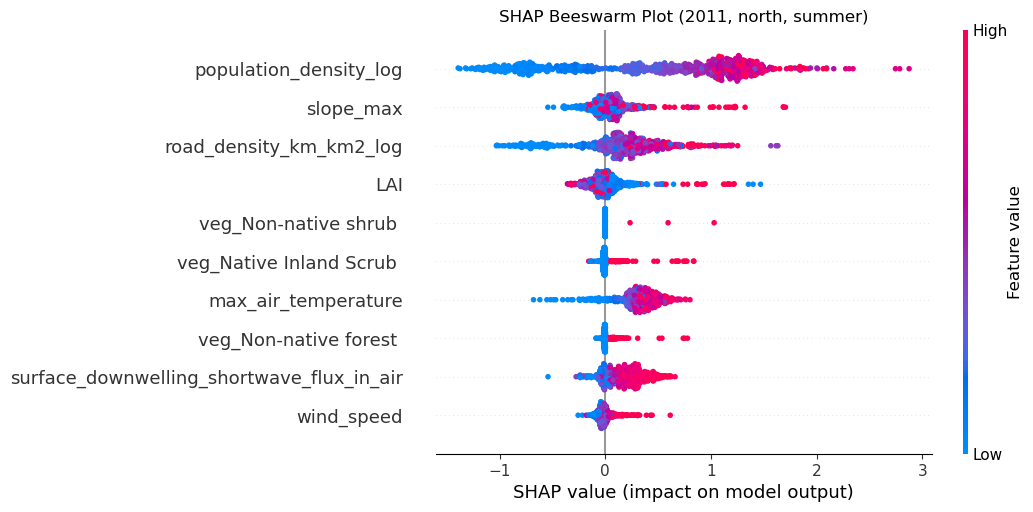 SHAP Beeswarm Plot (2011, north, summer)
High
population_density_log
slope_max
road_density_km_km2_log
LAI
veg_Non-native shrub
veg_Native Inland Scrub
max_air_temperature
veg_Non-native forest
surface_downwelling_shortwave_flux_in_air
wind_speed
Feature value
Low
−1 0 1 2 3
SHAP value (impact on model output)